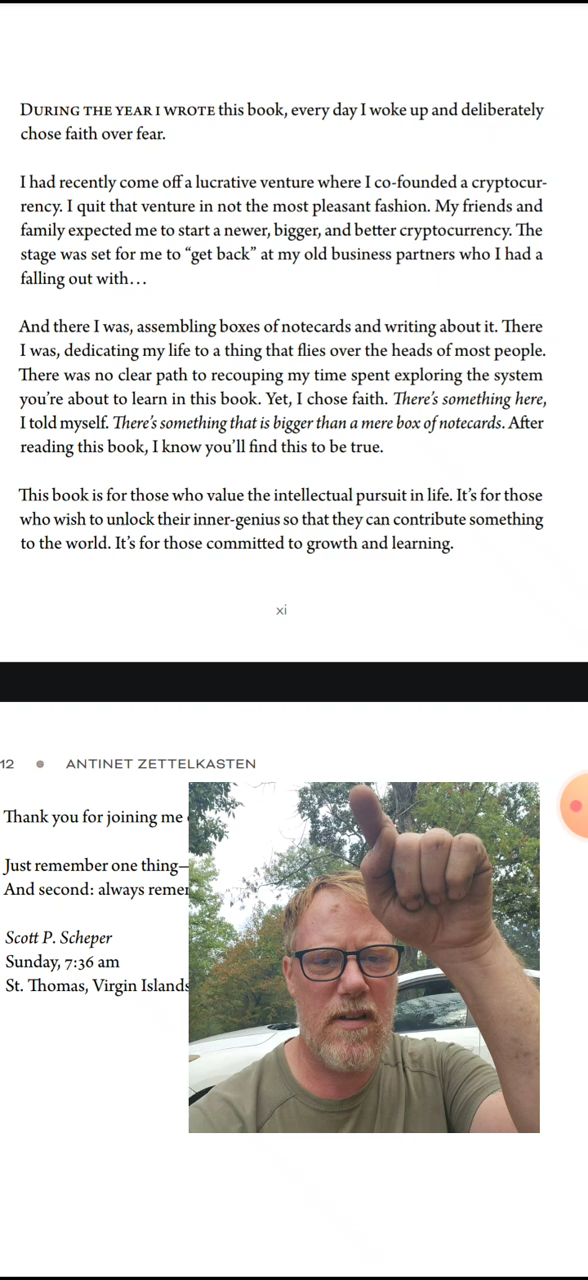 DURING THE YEAR I WROTE this book, every day I woke up and deliberately
chose faith over fear.
I had recently come off a lucrative venture where I co-founded a cryptocur-
rency. I quit that venture in not the most pleasant fashion. My friends and
family expected me to start a newer, bigger, and better cryptocurrency. The
stage was set for me to “get back” at my old business partners who I had a
falling out with…
And there I was, assembling boxes of notecards and writing about it. There
I was, dedicating my life to a thing that flies over the heads of most people.
There was no clear path to recouping my time spent exploring the system
you’re about to learn in this book. Yet, I chose faith. There’s something here,
I told myself. There’s something that is bigger than a mere box of notecards. After
reading this book, I know you’ll find this to be true.
This book is for those who value the intellectual pursuit in life. It’s for those
who wish to unlock their inner-genius so that they can contribute something
to the world. It’s for those committed to growth and learning.
xi
12 ● ANTINET ZETTELKASTEN
Thank you for joining me
Just remember one thing—
And second: always remem
Scott P. Scheper
Sunday, 7:36 am
St. Thomas, Virgin Islands